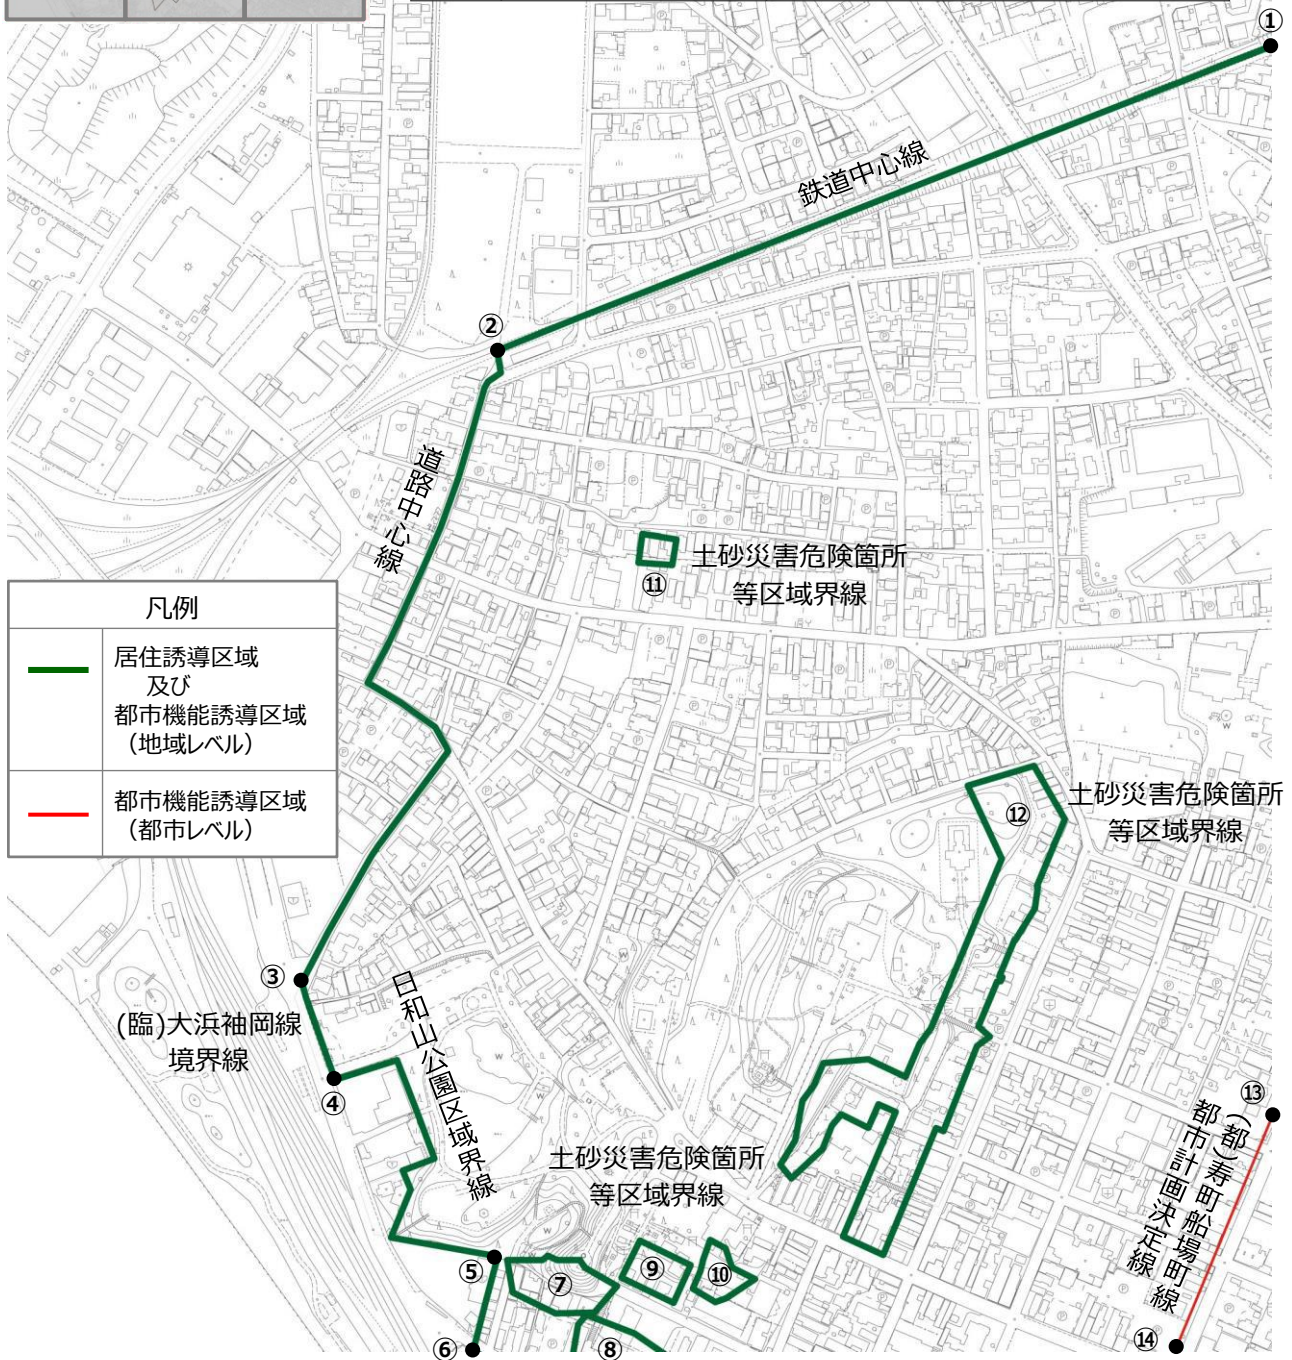 ①
鉄道中心線
②
道路中心線
土砂災害危険箇所
等区域界線
⑪
凡例
居住誘導区域
及び
都市機能誘導区域
（地域レベル）
都市機能誘導区域
（都市レベル）
土砂災害危険箇所
等区域界線
⑫
③
(臨)大浜袖岡線
境界線
日和山公園区域界線
④
⑬
(都)寿町船場町線
都市計画決定線
土砂災害危険箇所
等区域界線
⑤
⑦
⑨
⑩
⑥
⑧
⑭